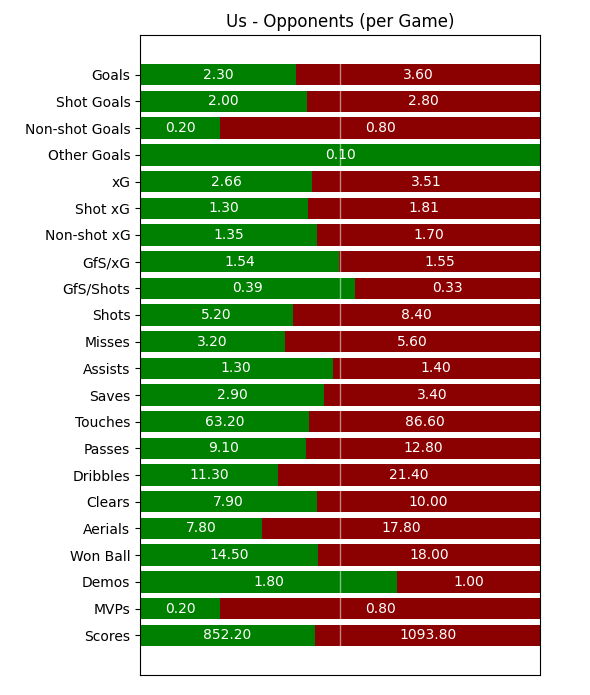 Us - Opponents (per Game)
Goals 2.30 3.60
Shot Goals 2.00 2.80
Non-shot Goals 0.20 0.80
Other Goals 0.10
xG 2.66 3.51
Shot xG 1.30 1.81
Non-shot xG 1.35 1.70
GfS/xG 1.54 1.55
GfS/Shots 0.39 0.33
Shots 5.20 8.40
Misses 3.20 5.60
Assists 1.30 1.40
Saves 2.90 3.40
Touches 63.20 86.60
Passes 9.10 12.80
Dribbles 11.30 21.40
Clears 7.90 10.00
Aerials 7.80 17.80
Won Ball 14.50 18.00
Demos 1.80 1.00
MVPs 0.20 0.80
Scores 852.20 1093.80